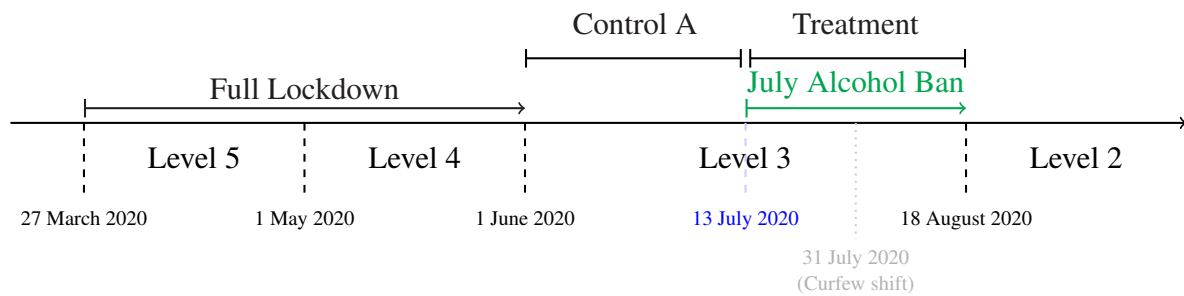 Control A
Treatment
Full Lockdown
July Alcohol Ban
Level 5
Level 4
Level 3
Level 2
27 March 2020
1 May 2020
1 June 2020
13 July 2020
18 August 2020
31 July 2020
(Curfew shift)